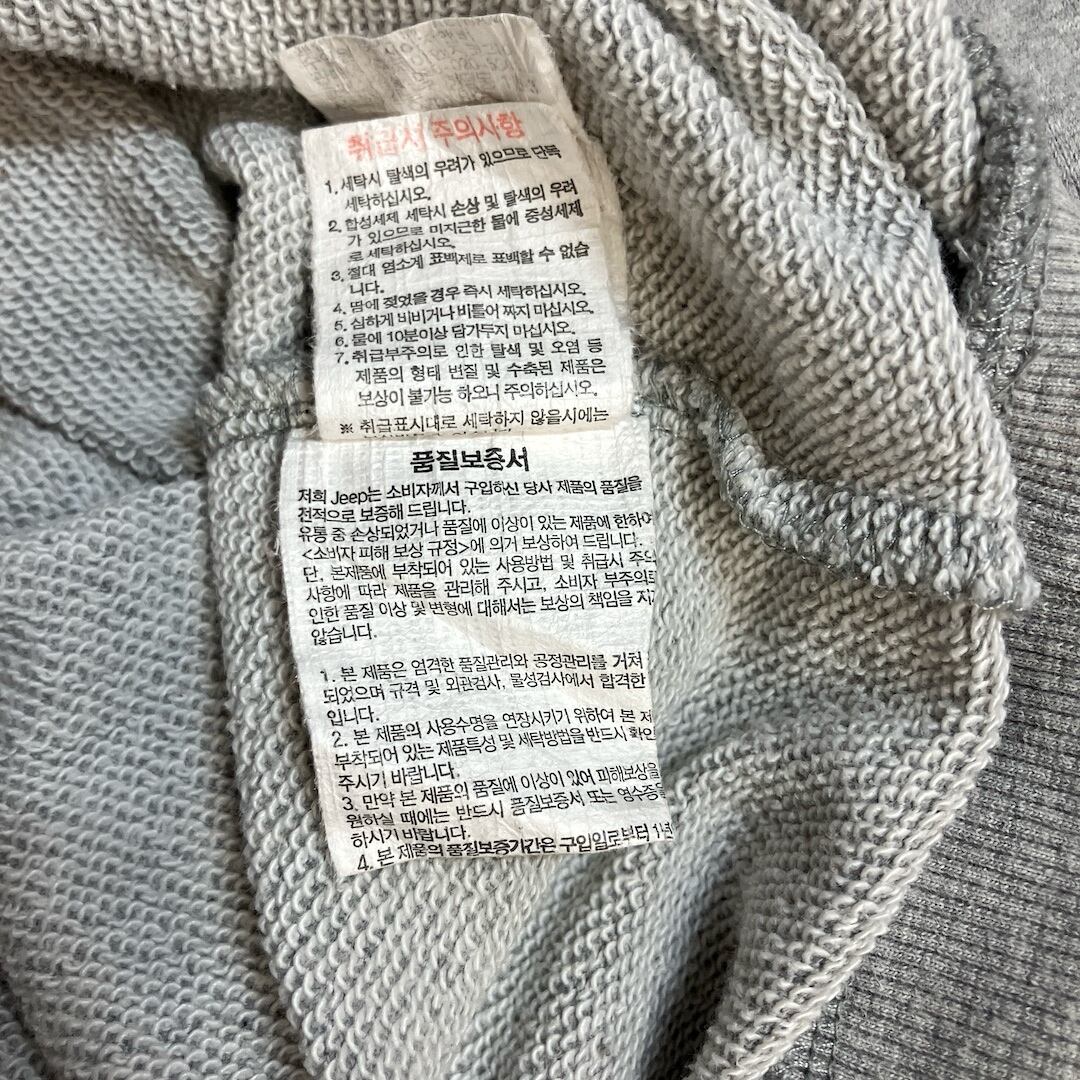 취급시 주의사항
1. 세탁시 탈색의 우려가 있으므로 단독
세탁하십시오.
2. 합성세제 세탁시 손상 및 탈색의 우려
가 있으므로 미지근한 물에 중성세제
로 세탁하십시오.
3. 절대 염소계 표백제로 표백할 수 없습
니다.
4. 땀에 젖었을 경우 즉시 세탁하십시오.
5. 심하게 비비거나 비틀어 짜지 마십시오.
6. 물에 10분이상 담가두지 마십시오.
7. 취급부주의로 인한 탈색 및 오염 등
제품의 형태 변질 및 수축된 제품은
보상이 불가능 하오니 주의하십시오.
※ 취급표시대로 세탁하지 않을시에는
품질보증서
저희 Jeep는 소비자께서 구입하신 당사 제품의 품질을
전적으로 보증해 드립니다.
유통 중 손상되었거나 품질에 이상이 있는 제품에 한하여
<소비자 피해 보상 규정>에 의거 보상하여 드립니다.
단, 본제품에 부착되어 있는 사용방법 및 취급시 주의
사항에 따라 제품을 관리해 주시고, 소비자 부주의로
인한 품질 이상 및 변형에 대해서는 보상의 책임을 지지
않습니다.
1. 본 제품은 엄격한 품질관리와 공정관리를 거쳐
되었으며 규격 및 외관검사, 물성검사에서 합격한
입니다.
2. 본 제품의 사용수명을 연장시키기 위하여 본 제
부착되어 있는 제품특성 및 세탁방법을 반드시 확인
주시기 바랍니다.
3. 만약 본 제품의 품질에 이상이 있어 피해보상을
원하실 때에는 반드시 품질보증서 또는 영수증을
하시기 바랍니다.
4. 본 제품의 품질보증기간은 구입일로부터 1년